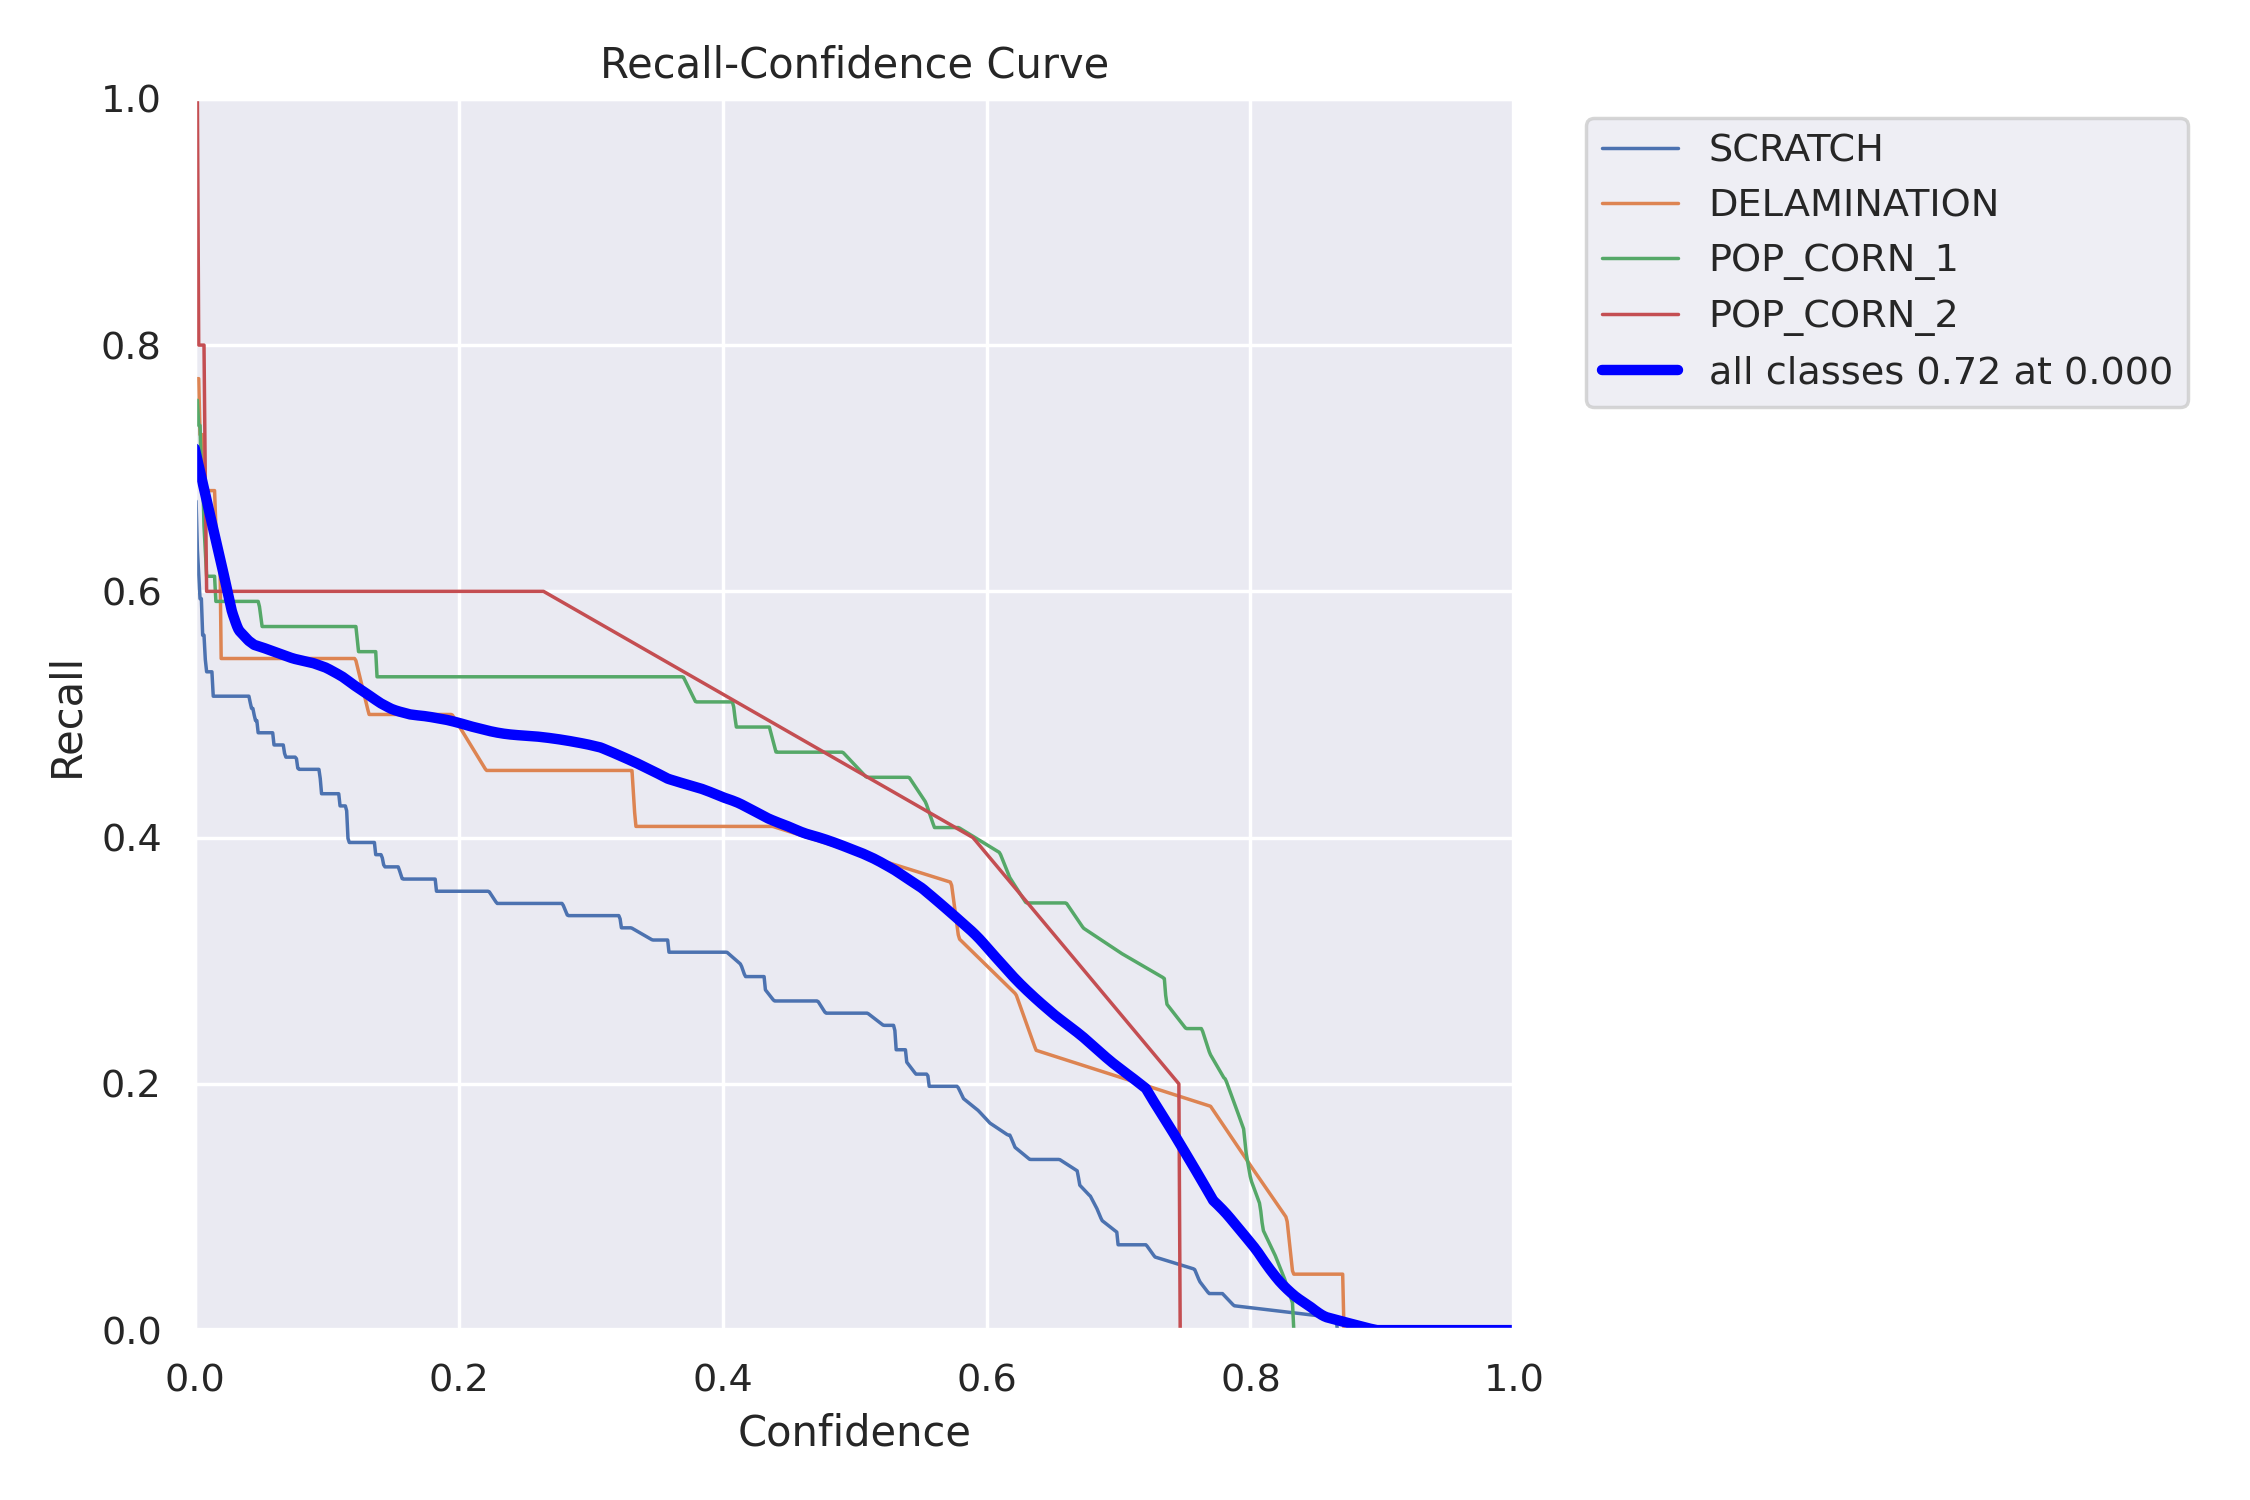 Recall-Confidence Curve
1.0
0.8
0.6
0.4
0.2
0.0
Recall
0.0 0.2 0.4 0.6 0.8 1.0
Confidence
SCRATCH
DELAMINATION
POP_CORN_1
POP_CORN_2
all classes 0.72 at 0.000